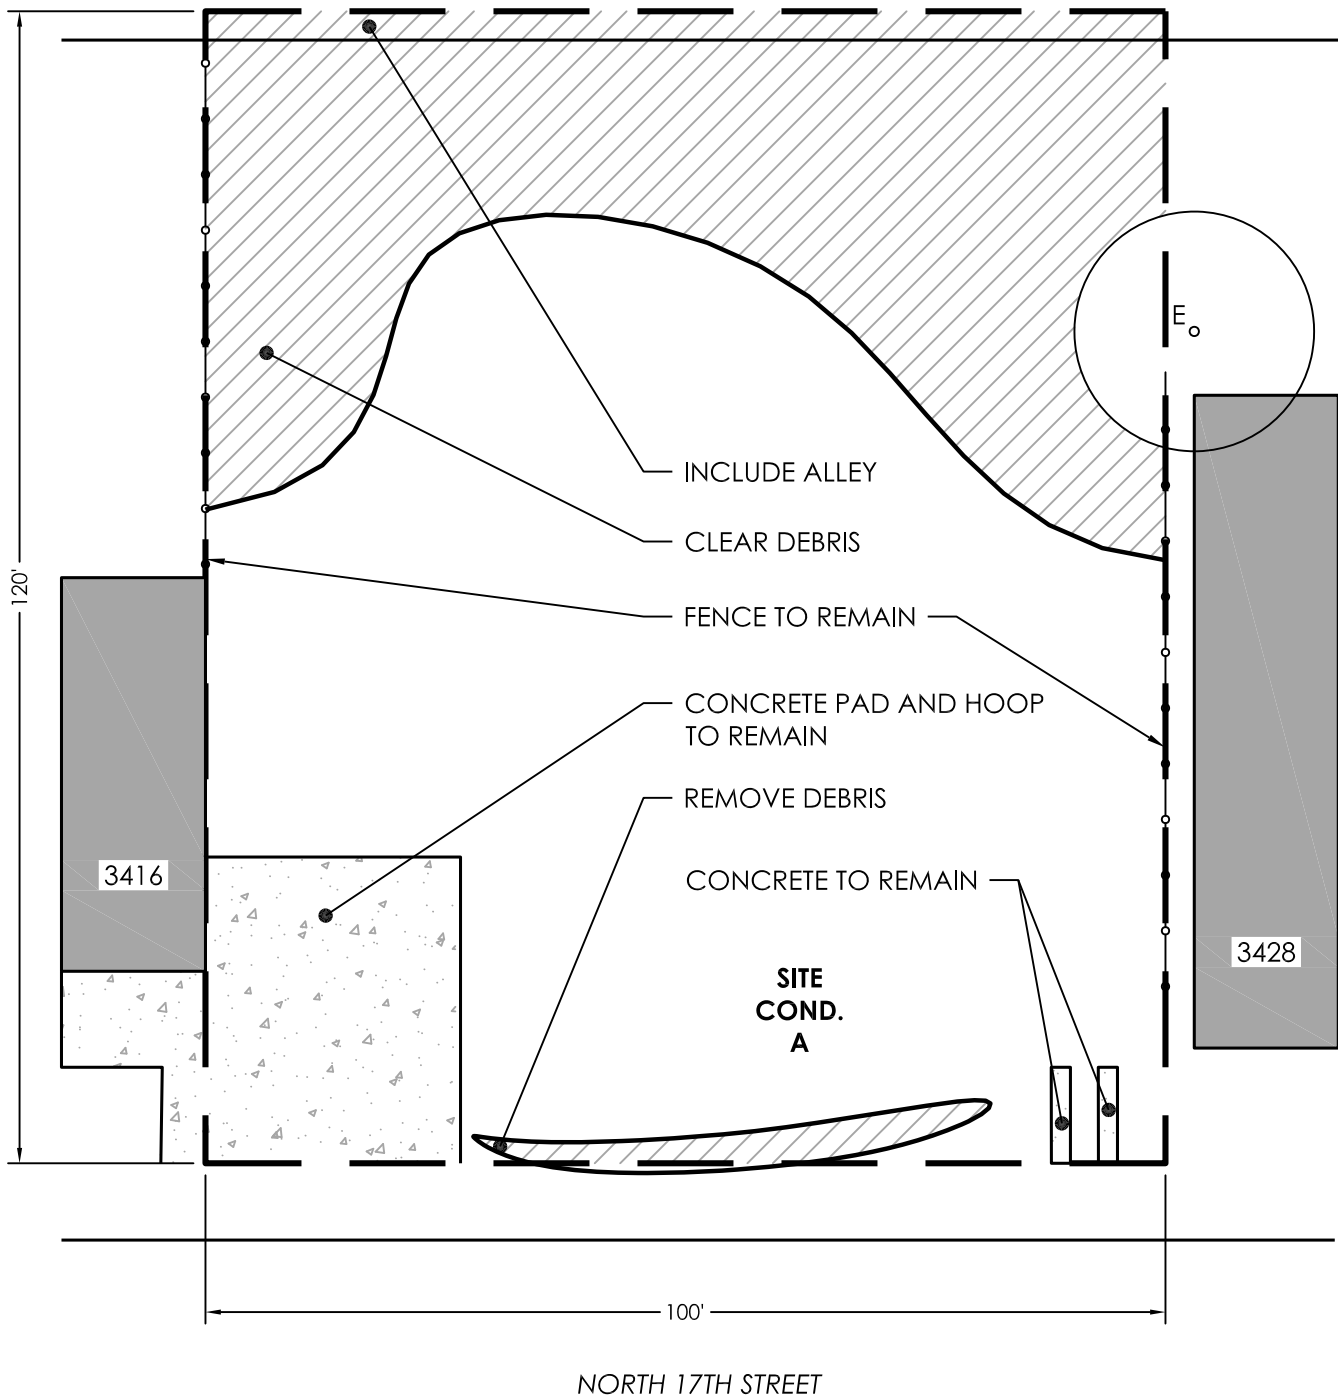 E
INCLUDE ALLEY
CLEAR DEBRIS
120'
FENCE TO REMAIN
CONCRETE PAD AND HOOP
TO REMAIN
REMOVE DEBRIS
3416
CONCRETE TO REMAIN
3428
SITE
COND.
A
100'
NORTH 17TH STREET